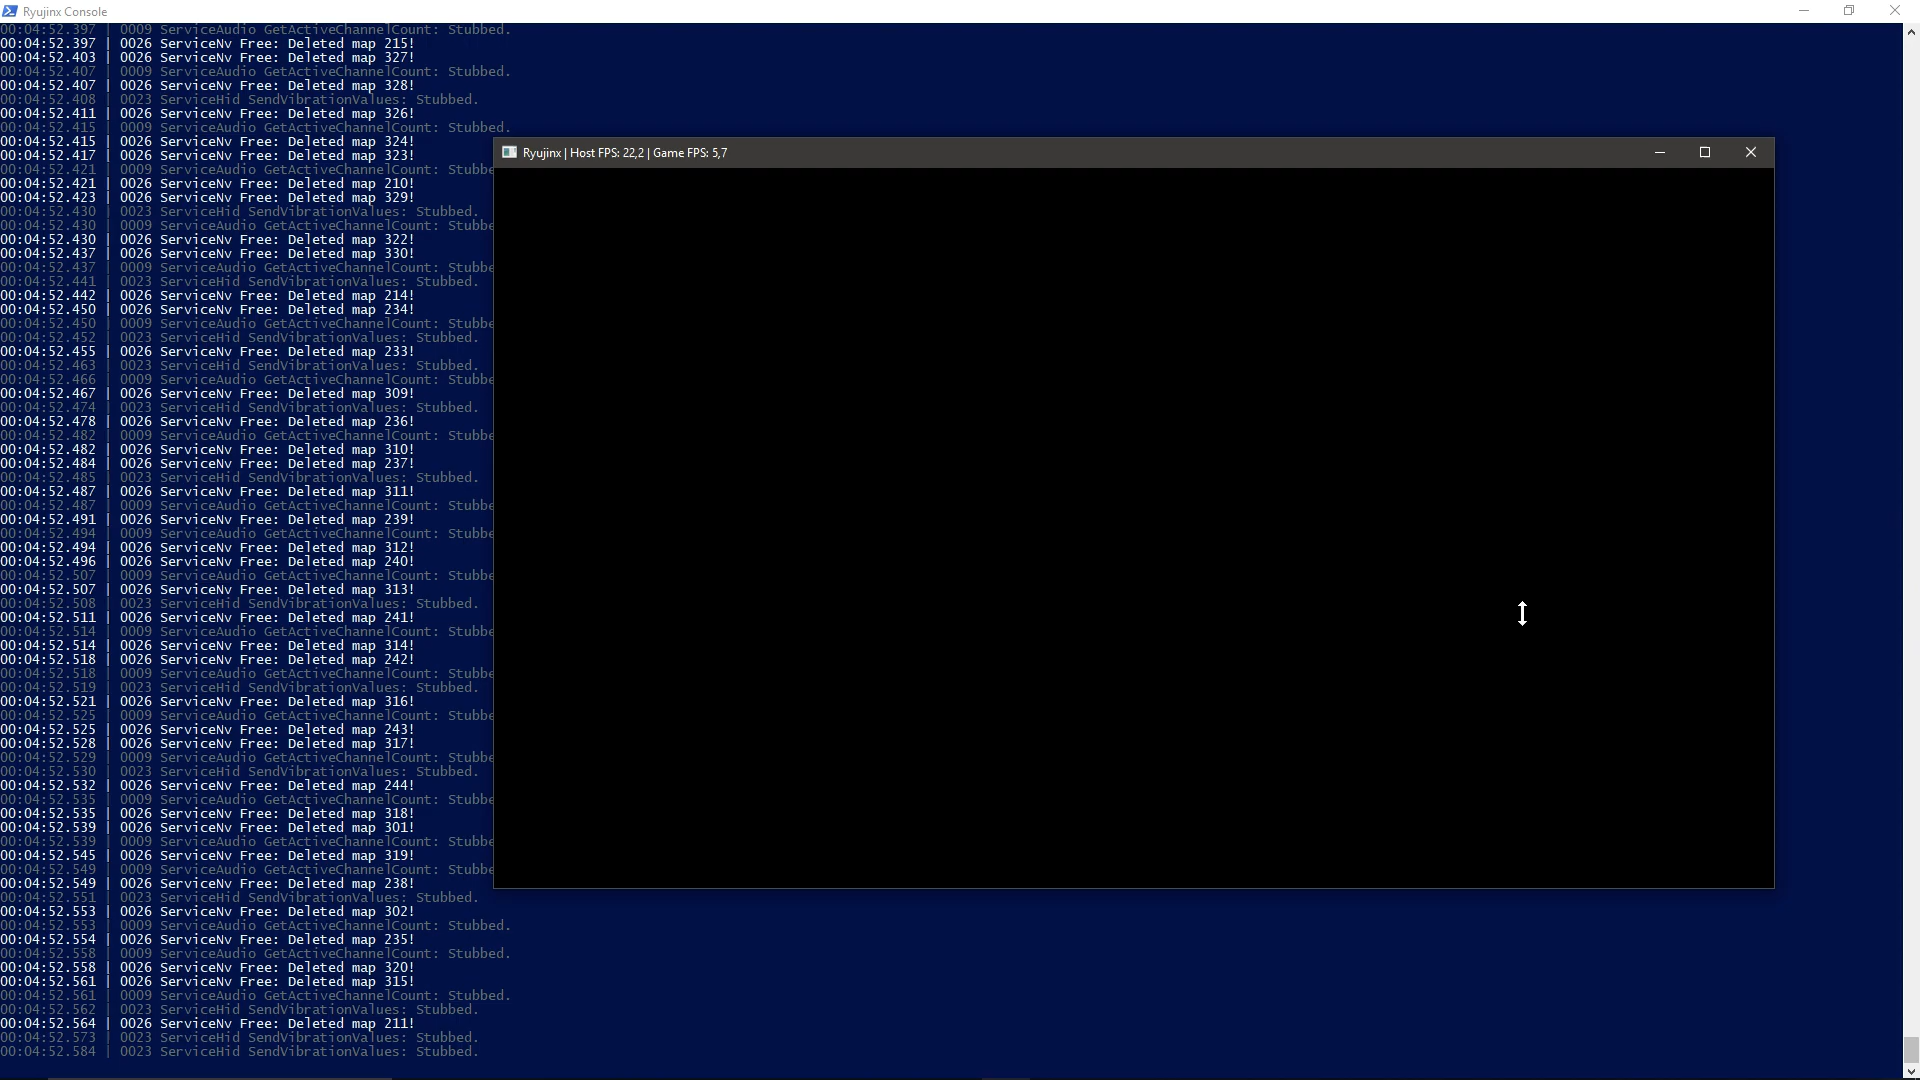 Ryujinx Console
00:04:52.397 | 0009 ServiceAudio GetActiveChannelCount: Stubbed.
00:04:52.397 | 0026 ServiceNv Free: Deleted map 215!
00:04:52.403 | 0026 ServiceNv Free: Deleted map 327!
00:04:52.407 | 0009 ServiceAudio GetActiveChannelCount: Stubbed.
00:04:52.407 | 0026 ServiceNv Free: Deleted map 328!
00:04:52.408 | 0023 ServiceHid SendVibrationValues: Stubbed.
00:04:52.411 | 0026 ServiceNv Free: Deleted map 326!
00:04:52.415 | 0009 ServiceAudio GetActiveChannelCount: Stubbed.
00:04:52.415 | 0026 ServiceNv Free: Deleted map 324!
00:04:52.417 | 0026 ServiceNv Free: Deleted map 323!
00:04:52.421 | 0009 ServiceAudio GetActiveChannelCount: Stubbe
00:04:52.421 | 0026 ServiceNv Free: Deleted map 210!
00:04:52.423 | 0026 ServiceNv Free: Deleted map 329!
00:04:52.430 | 0023 ServiceHid SendVibrationValues: Stubbed.
00:04:52.430 | 0009 ServiceAudio GetActiveChannelCount: Stubbe
00:04:52.430 | 0026 ServiceNv Free: Deleted map 322!
00:04:52.437 | 0026 ServiceNv Free: Deleted map 330!
00:04:52.437 | 0009 ServiceAudio GetActiveChannelCount: Stubbe
00:04:52.441 | 0023 ServiceHid SendVibrationValues: Stubbed.
00:04:52.442 | 0026 ServiceNv Free: Deleted map 214!
00:04:52.450 | 0026 ServiceNv Free: Deleted map 234!
00:04:52.450 | 0009 ServiceAudio GetActiveChannelCount: Stubbe
00:04:52.452 | 0023 ServiceHid SendVibrationValues: Stubbed.
00:04:52.455 | 0026 ServiceNv Free: Deleted map 233!
00:04:52.463 | 0023 ServiceHid SendVibrationValues: Stubbed.
00:04:52.466 | 0009 ServiceAudio GetActiveChannelCount: Stubbe
00:04:52.467 | 0026 ServiceNv Free: Deleted map 309!
00:04:52.474 | 0023 ServiceHid SendVibrationValues: Stubbed.
00:04:52.478 | 0026 ServiceNv Free: Deleted map 236!
00:04:52.482 | 0009 ServiceAudio GetActiveChannelCount: Stubbe
00:04:52.482 | 0026 ServiceNv Free: Deleted map 310!
00:04:52.484 | 0026 ServiceNv Free: Deleted map 237!
00:04:52.485 | 0023 ServiceHid SendVibrationValues: Stubbed.
00:04:52.487 | 0026 ServiceNv Free: Deleted map 311!
00:04:52.487 | 0009 ServiceAudio GetActiveChannelCount: Stubbe
00:04:52.491 | 0026 ServiceNv Free: Deleted map 239!
00:04:52.494 | 0009 ServiceAudio GetActiveChannelCount: Stubbe
00:04:52.494 | 0026 ServiceNv Free: Deleted map 312!
00:04:52.496 | 0026 ServiceNv Free: Deleted map 240!
00:04:52.507 | 0009 ServiceAudio GetActiveChannelCount: Stubbe
00:04:52.507 | 0026 ServiceNv Free: Deleted map 313!
00:04:52.508 | 0023 ServiceHid SendVibrationValues: Stubbed.
00:04:52.511 | 0026 ServiceNv Free: Deleted map 241!
00:04:52.514 | 0009 ServiceAudio GetActiveChannelCount: Stubbe
00:04:52.514 | 0026 ServiceNv Free: Deleted map 314!
00:04:52.518 | 0026 ServiceNv Free: Deleted map 242!
00:04:52.518 | 0009 ServiceAudio GetActiveChannelCount: Stubbe
00:04:52.519 | 0023 ServiceHid SendVibrationValues: Stubbed.
00:04:52.521 | 0026 ServiceNv Free: Deleted map 316!
00:04:52.525 | 0009 ServiceAudio GetActiveChannelCount: Stubbe
00:04:52.525 | 0026 ServiceNv Free: Deleted map 243!
00:04:52.528 | 0026 ServiceNv Free: Deleted map 317!
00:04:52.529 | 0009 ServiceAudio GetActiveChannelCount: Stubbe
00:04:52.530 | 0023 ServiceHid SendVibrationValues: Stubbed.
00:04:52.532 | 0026 ServiceNv Free: Deleted map 244!
00:04:52.535 | 0009 ServiceAudio GetActiveChannelCount: Stubbe
00:04:52.535 | 0026 ServiceNv Free: Deleted map 318!
00:04:52.539 | 0026 ServiceNv Free: Deleted map 301!
00:04:52.539 | 0009 ServiceAudio GetActiveChannelCount: Stubbe
00:04:52.545 | 0026 ServiceNv Free: Deleted map 319!
00:04:52.549 | 0009 ServiceAudio GetActiveChannelCount: Stubbe
00:04:52.549 | 0026 ServiceNv Free: Deleted map 238!
00:04:52.551 | 0023 ServiceHid SendVibrationValues: Stubbed.
00:04:52.553 | 0026 ServiceNv Free: Deleted map 302!
00:04:52.553 | 0009 ServiceAudio GetActiveChannelCount: Stubbed.
00:04:52.554 | 0026 ServiceNv Free: Deleted map 235!
00:04:52.558 | 0009 ServiceAudio GetActiveChannelCount: Stubbed.
00:04:52.558 | 0026 ServiceNv Free: Deleted map 320!
00:04:52.561 | 0026 ServiceNv Free: Deleted map 315!
00:04:52.561 | 0009 ServiceAudio GetActiveChannelCount: Stubbed.
00:04:52.562 | 0023 ServiceHid SendVibrationValues: Stubbed.
00:04:52.564 | 0026 ServiceNv Free: Deleted map 211!
00:04:52.573 | 0023 ServiceHid SendVibrationValues: Stubbed.
00:04:52.584 | 0023 ServiceHid SendVibrationValues: Stubbed.
Ryujinx | Host FPS: 22,2 | Game FPS: 5,7